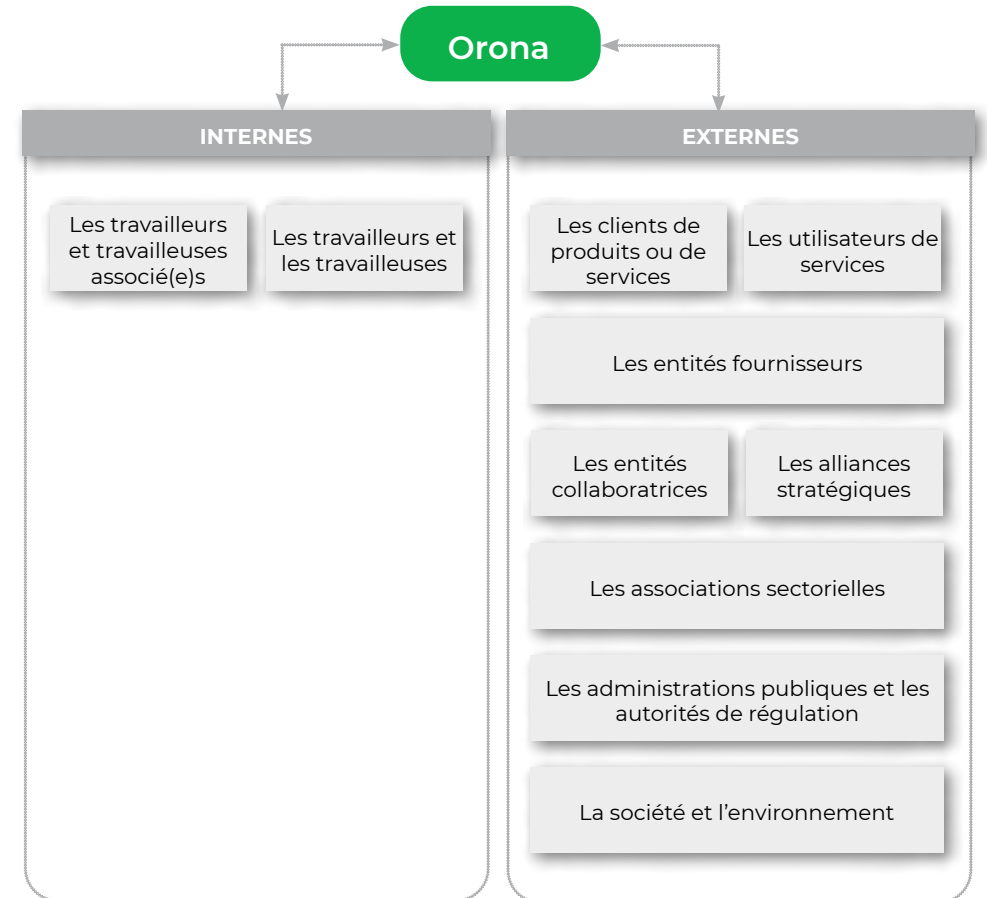 Orona
INTERNES
EXTERNES
Les travailleurs
et travailleuses
associé(e)s
Les travailleurs et
les travailleuses
Les clients de
produits ou de
services
Les utilisateurs de
services
Les entités fournisseurs
Les entités
collaboratrices
Les alliances
stratégiques
Les associations sectorielles
Les administrations publiques et les
autorités de régulation
La société et l’environnement